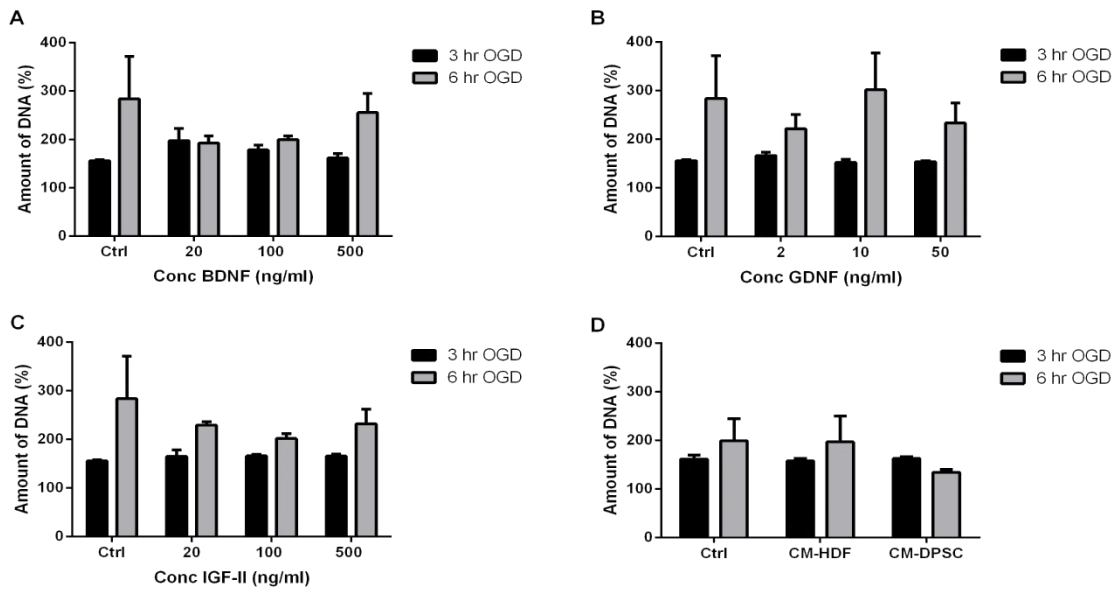 A
Amount of DNA (%)
400
300
200
100
0
Ctrl 20 100 500
Conc BDNF (ng/ml)
3 hr OGD
6 hr OGD
B
Amount of DNA (%)
400
300
200
100
0
Ctrl 2 10 50
Conc GDNF (ng/ml)
3 hr OGD
6 hr OGD
C
Amount of DNA (%)
400
300
200
100
0
Ctrl 20 100 500
Conc IGF-II (ng/ml)
3 hr OGD
6 hr OGD
D
Amount of DNA (%)
400
300
200
100
0
Ctrl CM-HDF CM-DPSC
3 hr OGD
6 hr OGD